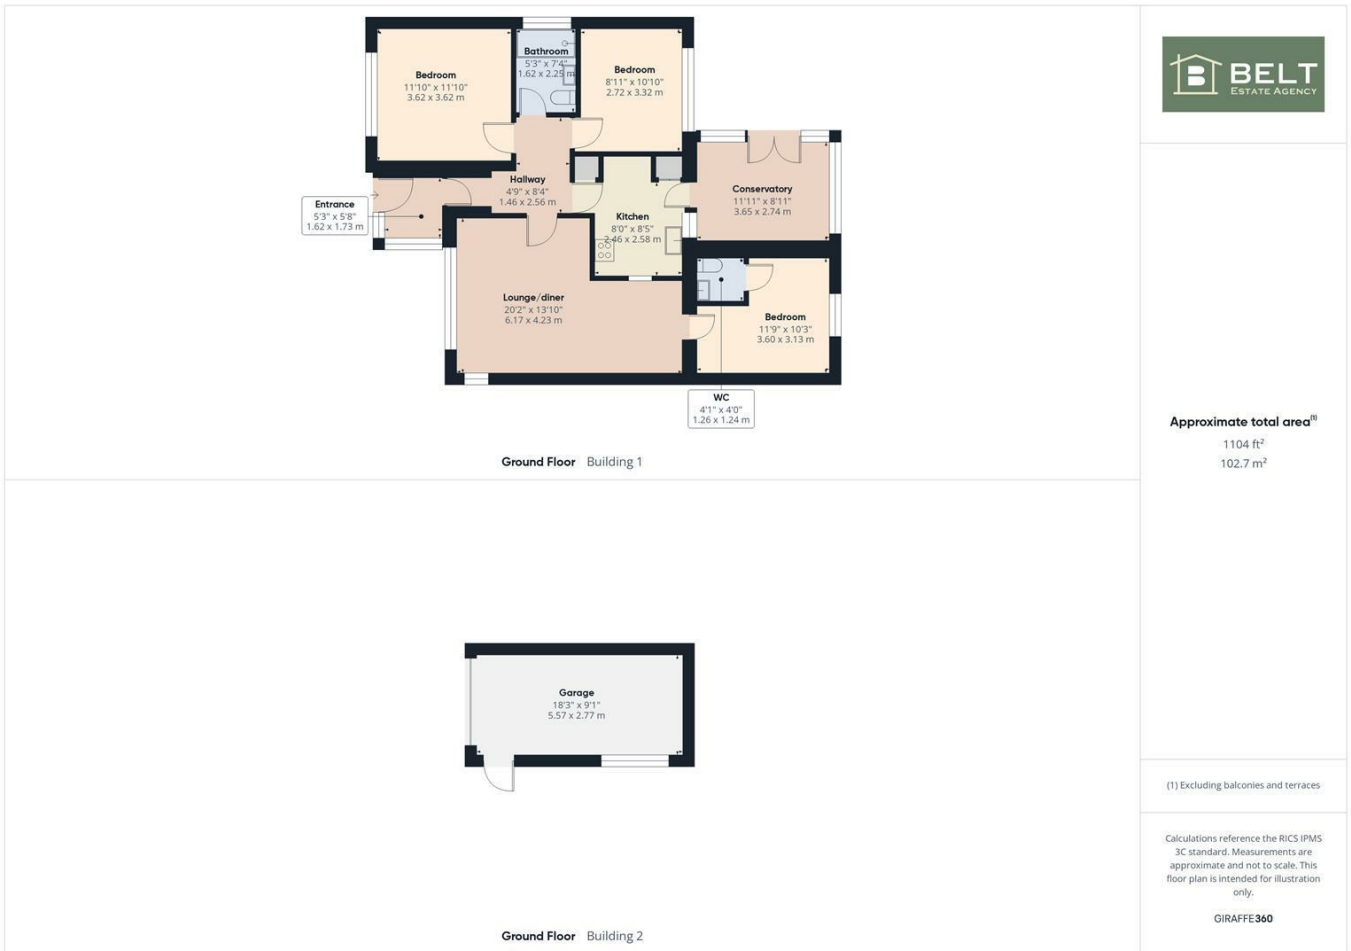 Bedroom
11'10" x 11'10"
3.62 x 3.62 m
Bathroom
5'3" x 7'4"
1.62 x 2.25 m
Bedroom
8'11" x 10'10"
2.72 x 3.32 m
Entrance
5'3" x 5'8"
1.62 x 1.73 m
Hallway
4'9" x 8'4"
1.46 x 2.56 m
Kitchen
8'0" x 8'5"
2.46 x 2.58 m
Conservatory
11'11" x 8'11"
3.65 x 2.74 m
Lounge/diner
20'2" x 13'10"
6.17 x 4.23 m
Bedroom
11'9" x 10'3"
3.60 x 3.13 m
WC
4'1" x 4'0"
1.26 x 1.24 m
Ground Floor Building 1
Garage
18'3" x 9'1"
5.57 x 2.77 m
Ground Floor Building 2
BELT
ESTATE AGENCY
Approximate total area(1)
1104 ft²
102.7 m²
(1) Excluding balconies and terraces
Calculations reference the RICS IPMS
3C standard. Measurements are
approximate and not to scale. This
floor plan is intended for illustration
only.
GIRAFFE360